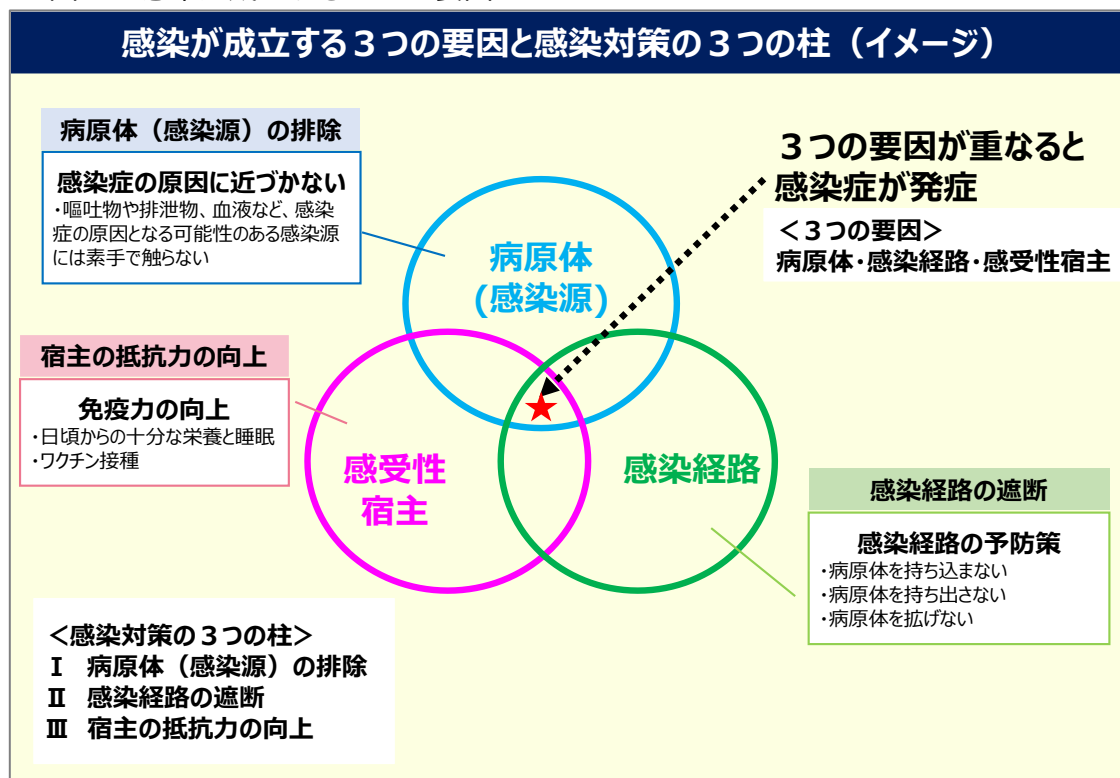 感染が成立する３つの要因と感染対策の３つの柱（イメージ）
病原体（感染源）の排除
感染症の原因に近づかない
・嘔吐物や排泄物、血液など、感染
症の原因となる可能性のある感染源
には素手で触らない
３つの要因が重なると
感染症が発症
＜３つの要因＞
病原体・感染経路・感受性宿主
病原体
(感染源)
宿主の抵抗力の向上
免疫力の向上
・日頃からの十分な栄養と睡眠
・ワクチン接種
感受性
宿主
感染経路
感染経路の遮断
感染経路の予防策
・病原体を持ち込まない
・病原体を持ち出さない
・病原体を拡げない
＜感染対策の３つの柱＞
Ⅰ　病原体（感染源）の排除
Ⅱ　感染経路の遮断
Ⅲ　宿主の抵抗力の向上